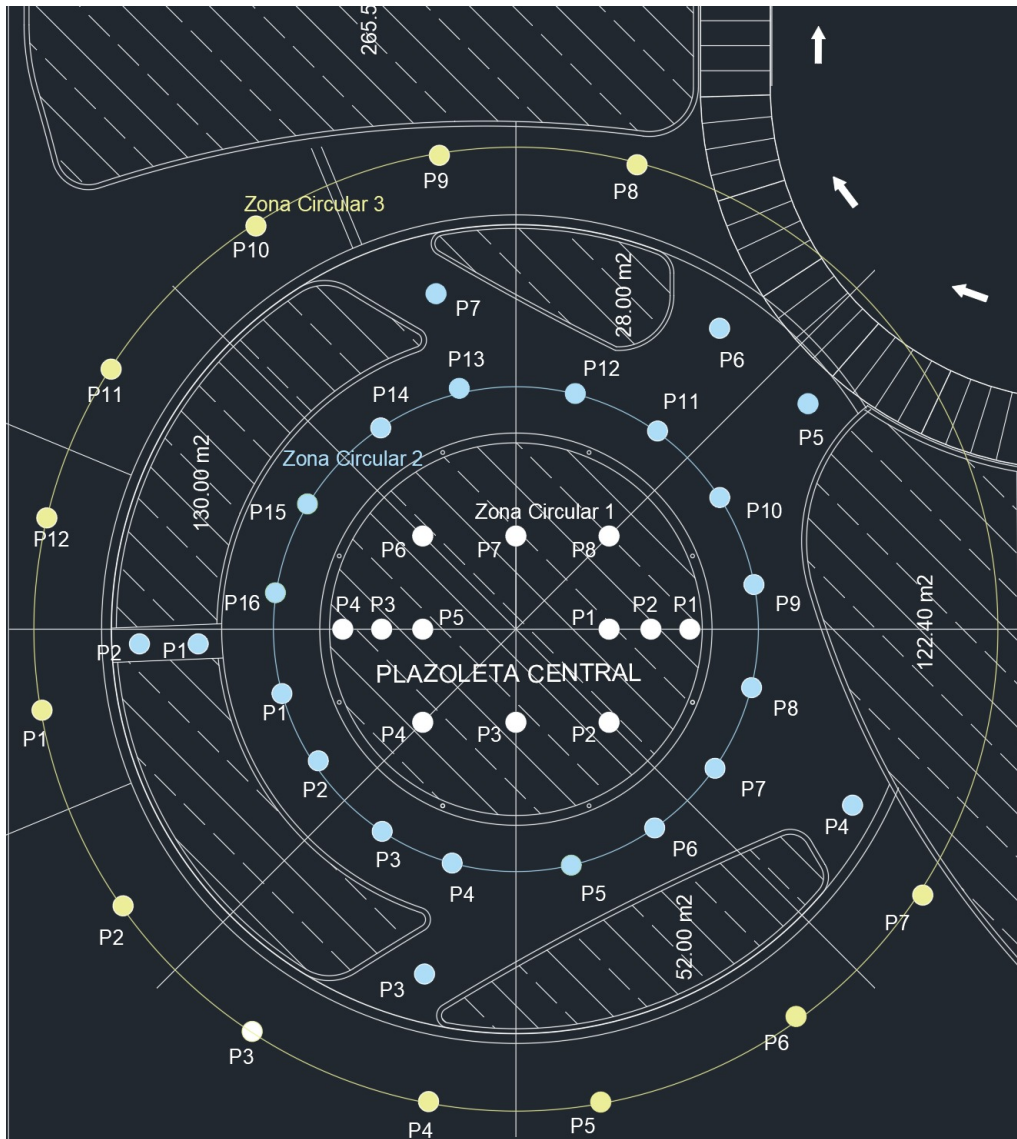 265.5
P9
P8
Zona Circular 3
P10
28.00 m2
P7
P6
P13
P12
P11
P14
P11
P5
130.00 m2
Zona Circular 2
P15
P10
Zona Circular 1
P12
P6
P7
P8
P16
P9
P4
P3
P5
P1
P2
P1
122.40 m2
P2
P1
PLAZOLETA CENTRAL
P1
P8
P1
P4
P3
P2
P2
P7
P4
P3
P6
P4
P5
P2
P7
52.00 m2
P3
P6
P3
P4
P5